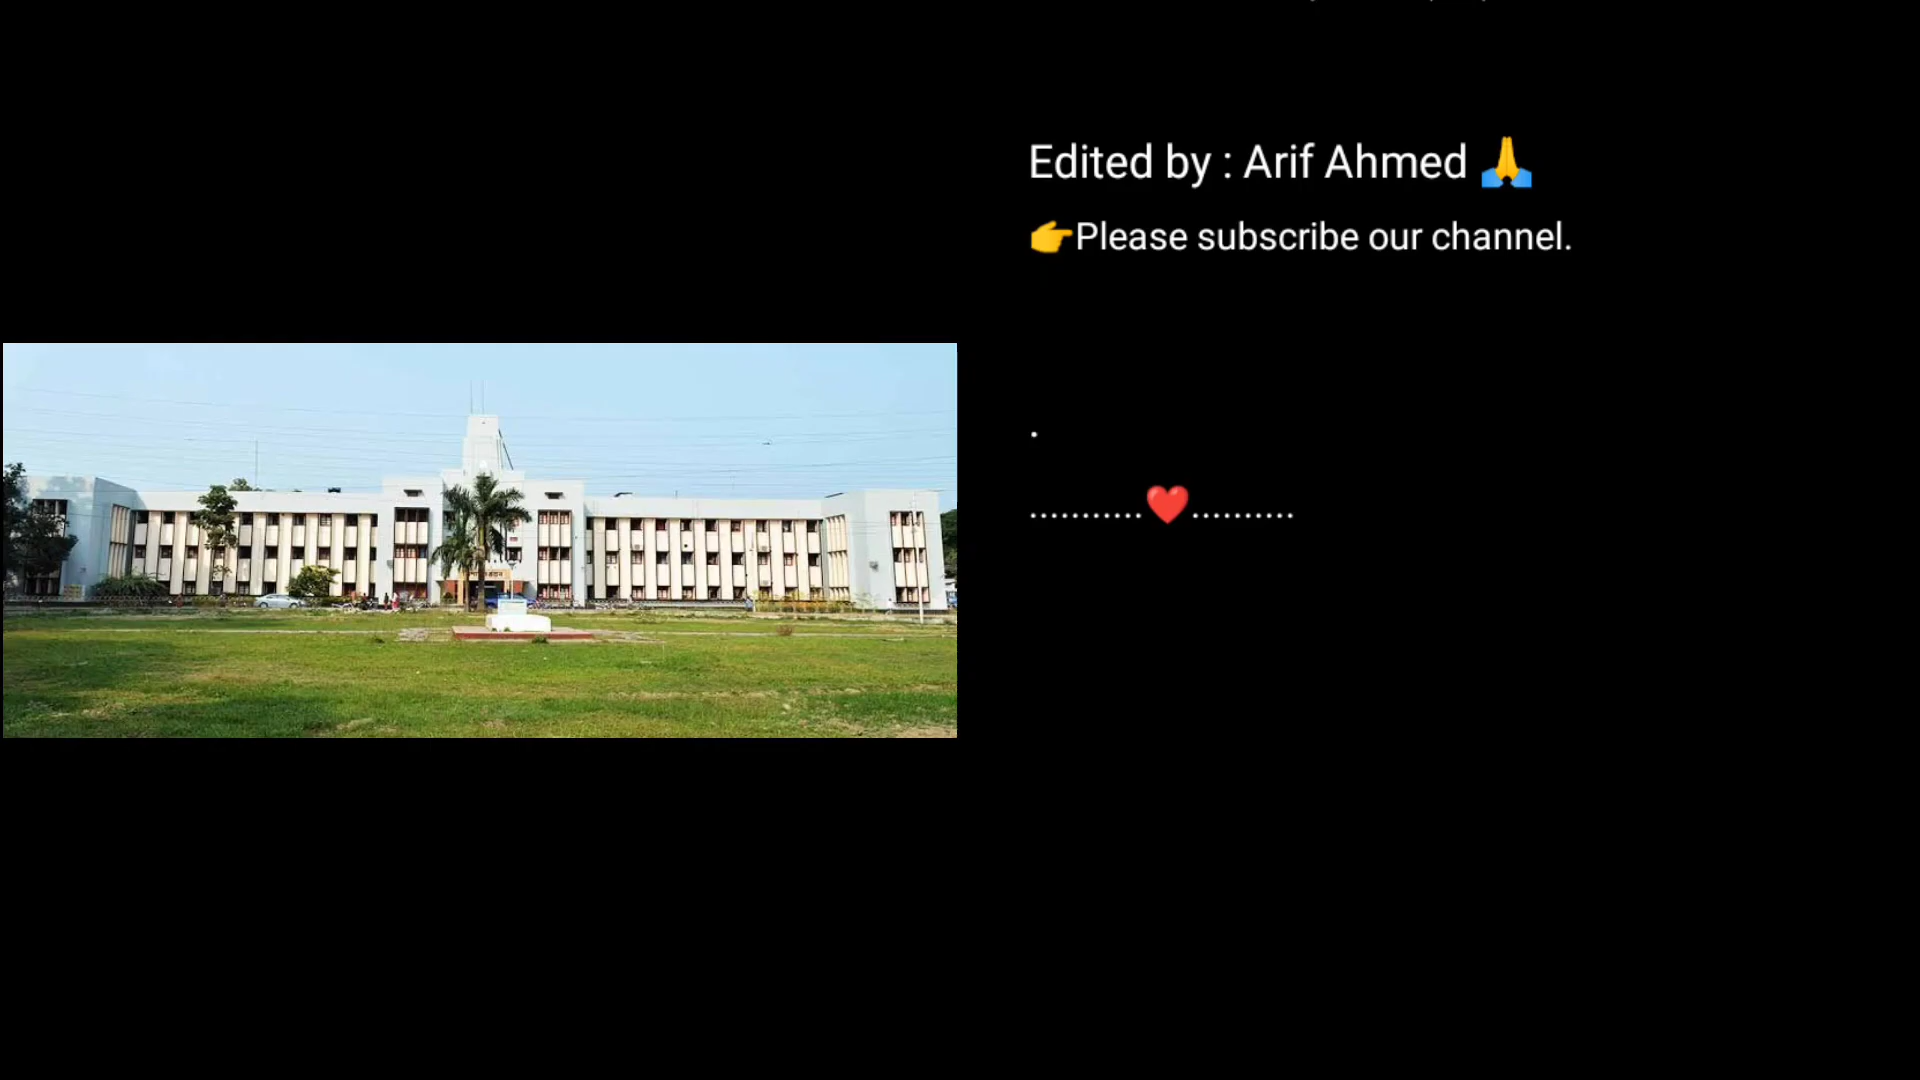 Edited by : Arif Ahmed 🙏
👉Please subscribe our channel.
.
...........❤️..........